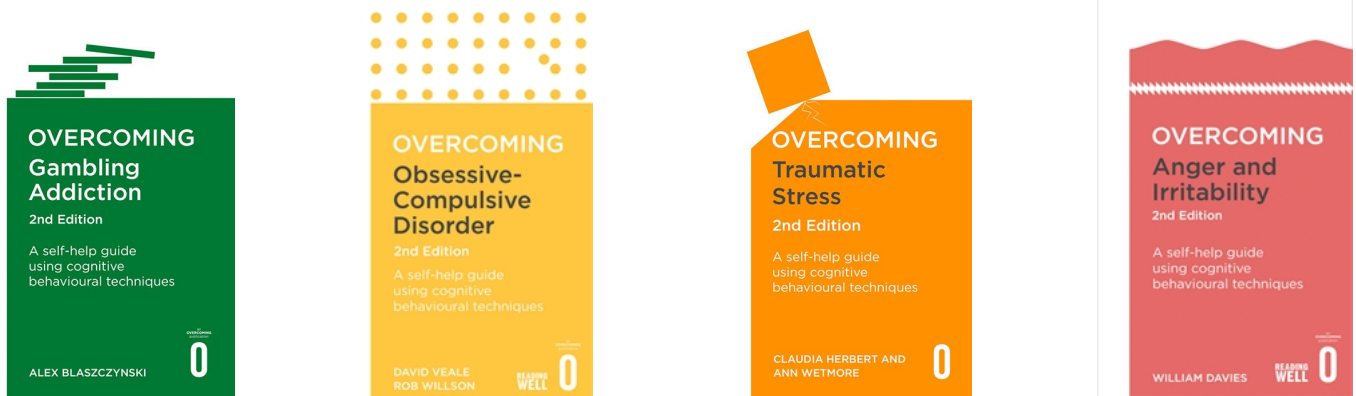 OVERCOMING
Gambling
Addiction
2nd Edition
A self-help guide
using cognitive
behavioural techniques
ALEX BLASZCZYNSKI
OVERCOMING
O
OVERCOMING
Obsessive-
Compulsive
Disorder
2nd Edition
A self-help guide
using cognitive
behavioural techniques
DAVID VEALE
ROB WILLSON
READING
WELL
OVERCOMING
O
OVERCOMING
Traumatic
Stress
2nd Edition
A self-help guide
using cognitive
behavioural techniques
CLAUDIA HERBERT AND
ANN WETMORE
O
OVERCOMING
Anger and
Irritability
2nd Edition
A self-help guide
using cognitive
behavioural techniques
WILLIAM DAVIES
READING
WELL
OVERCOMING
O